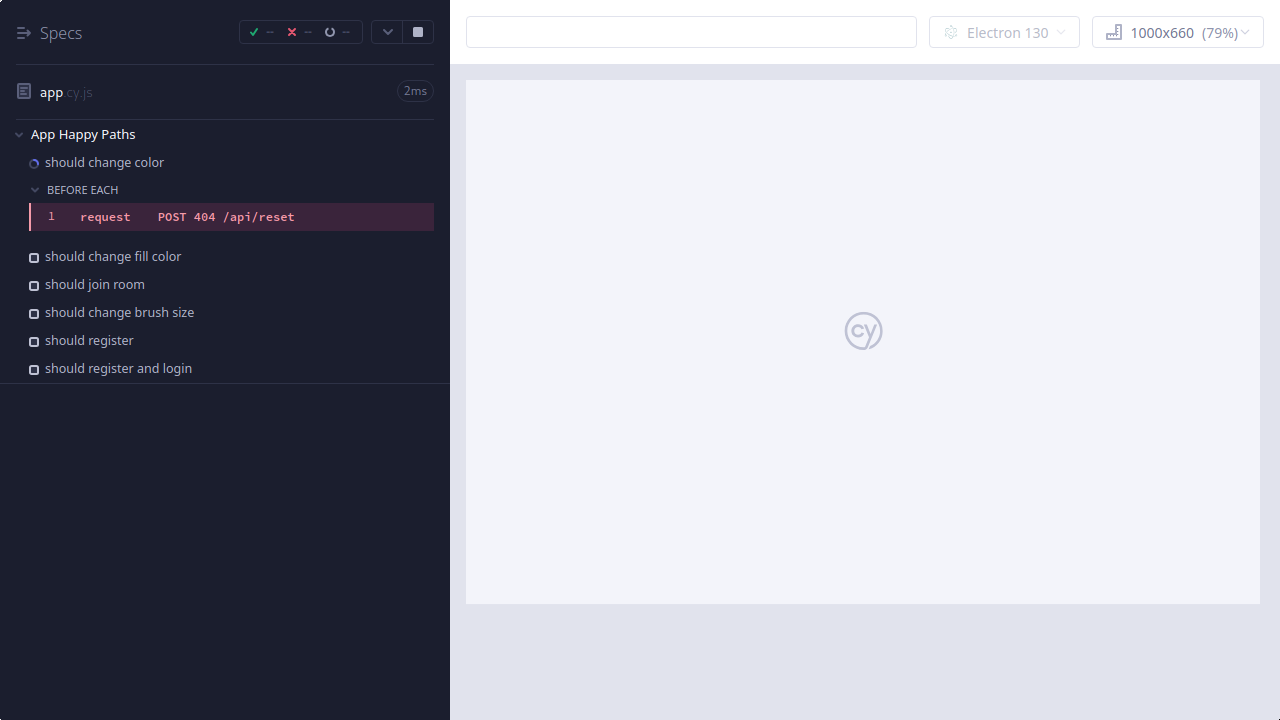 Specs
-- -- --
app.cy.js
2ms
App Happy Paths
should change color
BEFORE EACH
1 request POST 404 /api/reset
should change fill color
should join room
should change brush size
should register
should register and login
Electron 130
1000x660 (79%)
cy